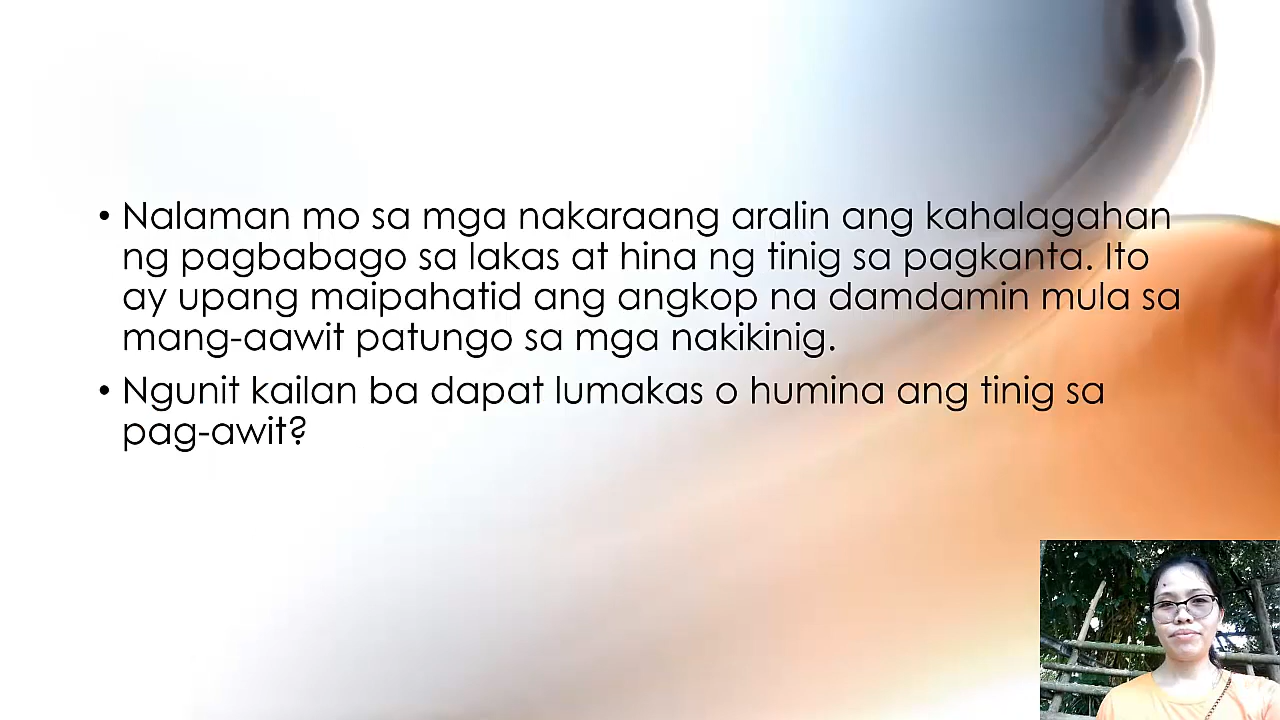 • Nalaman mo sa mga nakaraang aralin ang kahalagahan
ng pagbabago sa lakas at hina ng tinig sa pagkanta. Ito
ay upang maipahatid ang angkop na damdamin mula sa
mang-aawit patungo sa mga nakikinig.
• Ngunit kailan ba dapat lumakas o humina ang tinig sa
pag-awit?